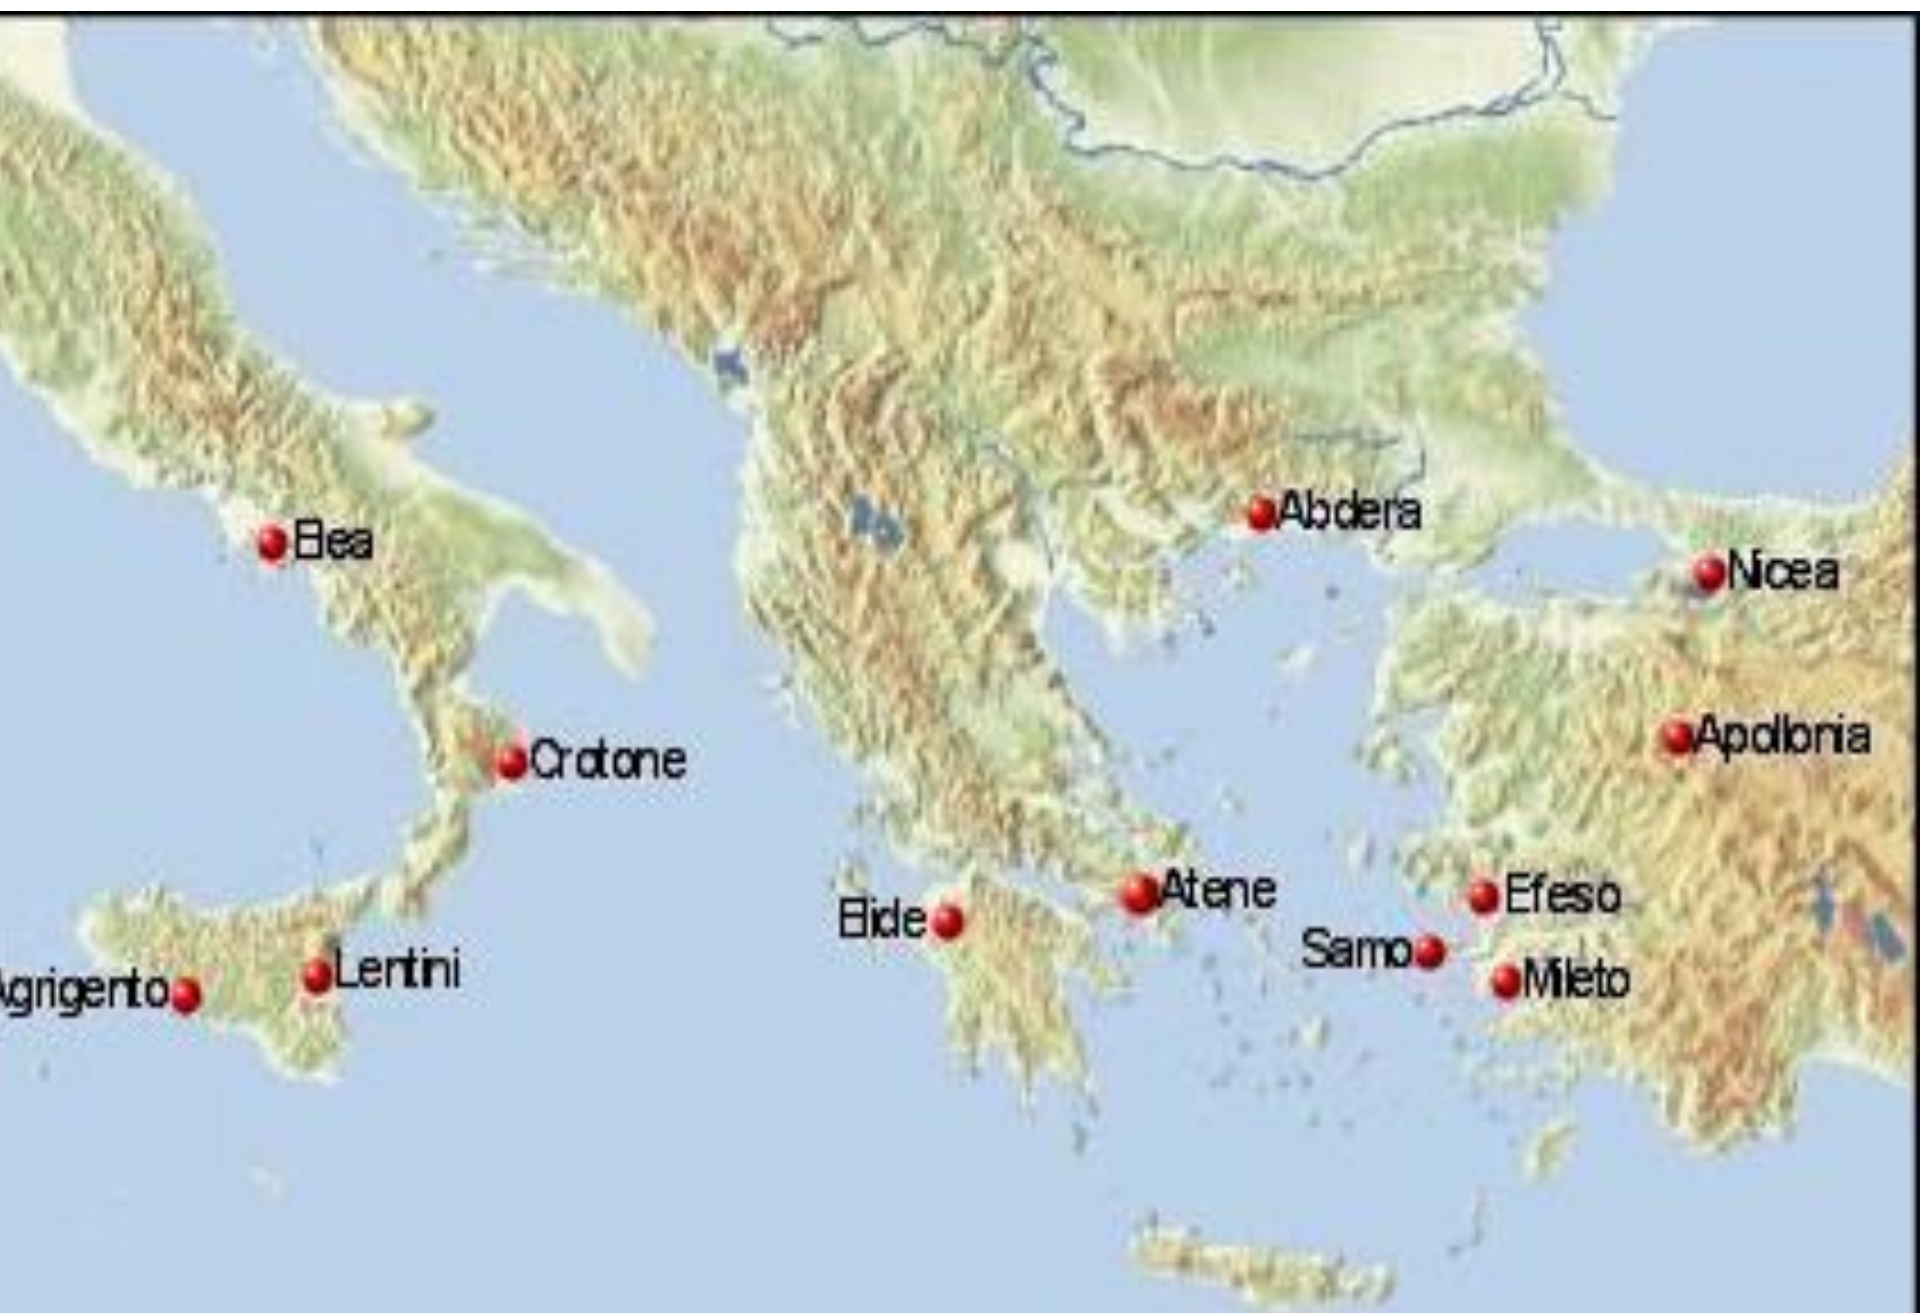 Abdera
Elea
Nicea
Apollonia
Crotone
Atene
Efeso
Elide
Samo
Lentini
Mileto
Agrigento